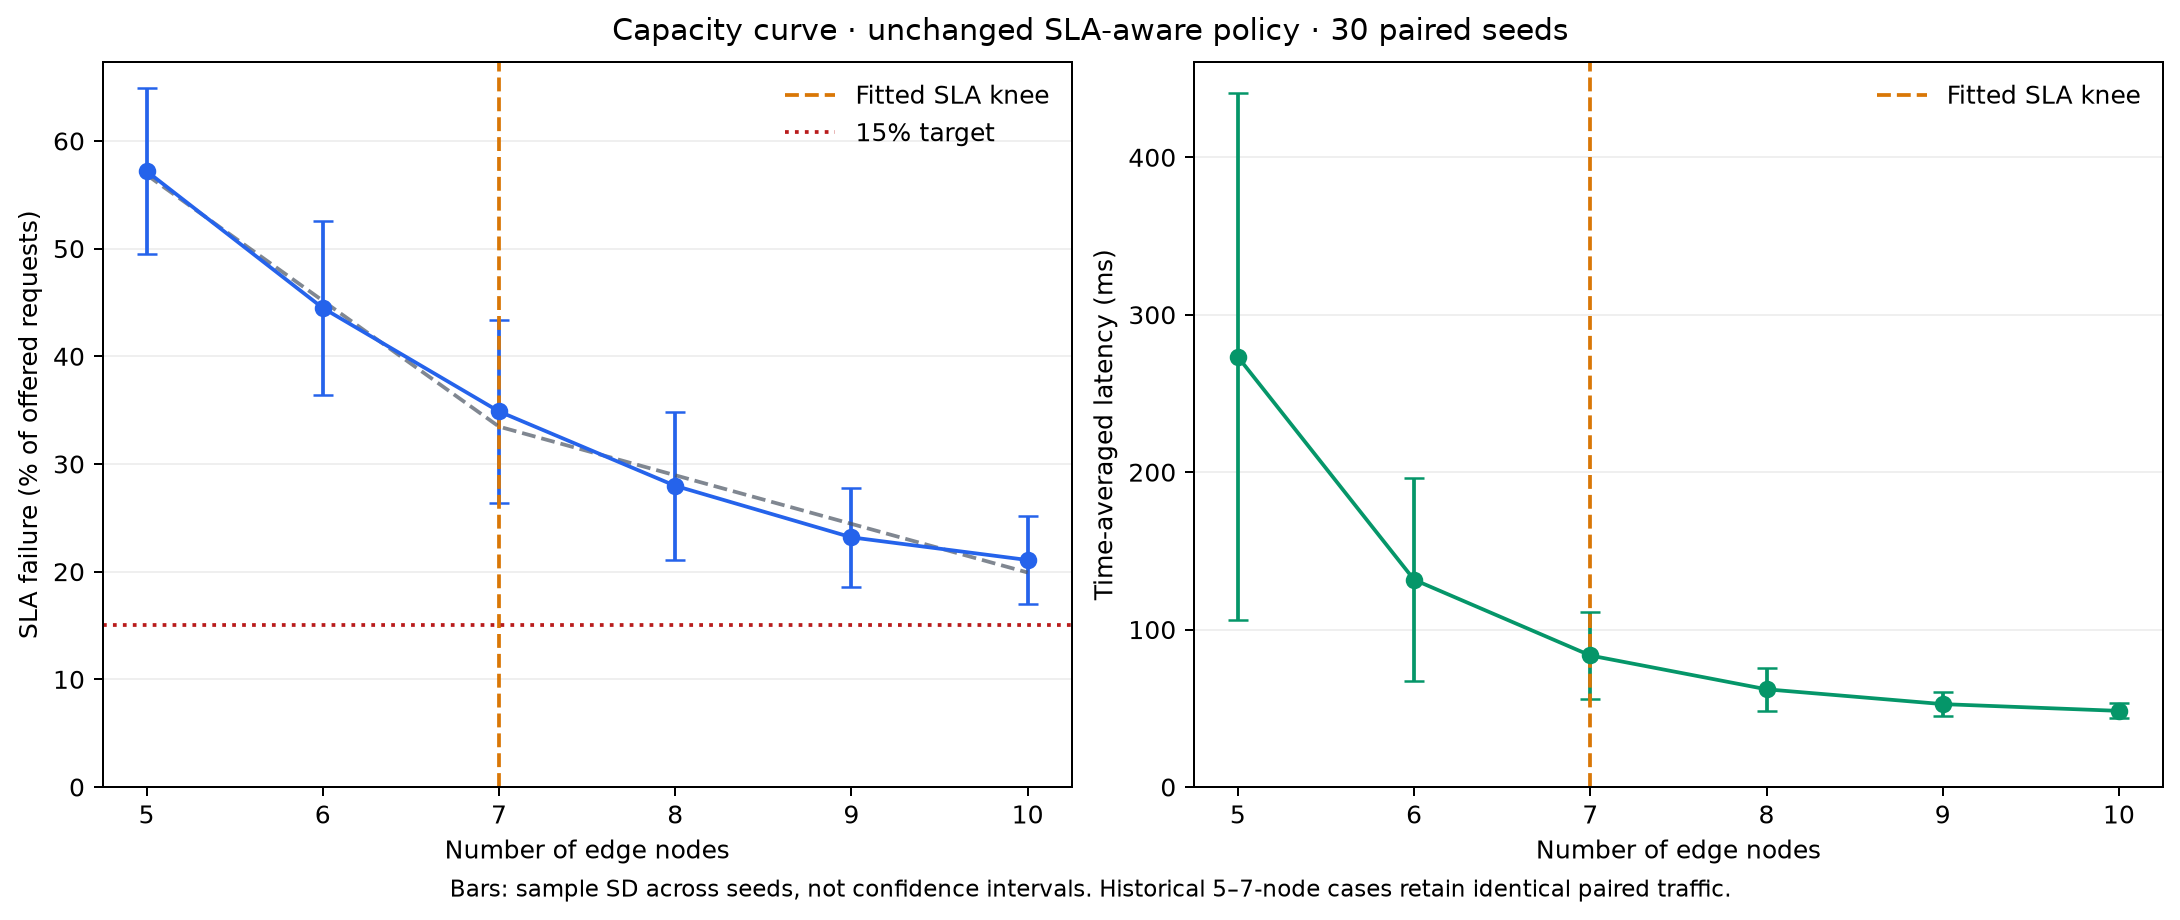 Capacity curve · unchanged SLA-aware policy · 30 paired seeds
SLA failure (% of offered requests)
60
50
40
30
20
10
0
Fitted SLA knee
15% target
5 6 7 8 9 10
Number of edge nodes
Time-averaged latency (ms)
400
300
200
100
0
Fitted SLA knee
5 6 7 8 9 10
Number of edge nodes
Bars: sample SD across seeds, not confidence intervals. Historical 5–7-node cases retain identical paired traffic.